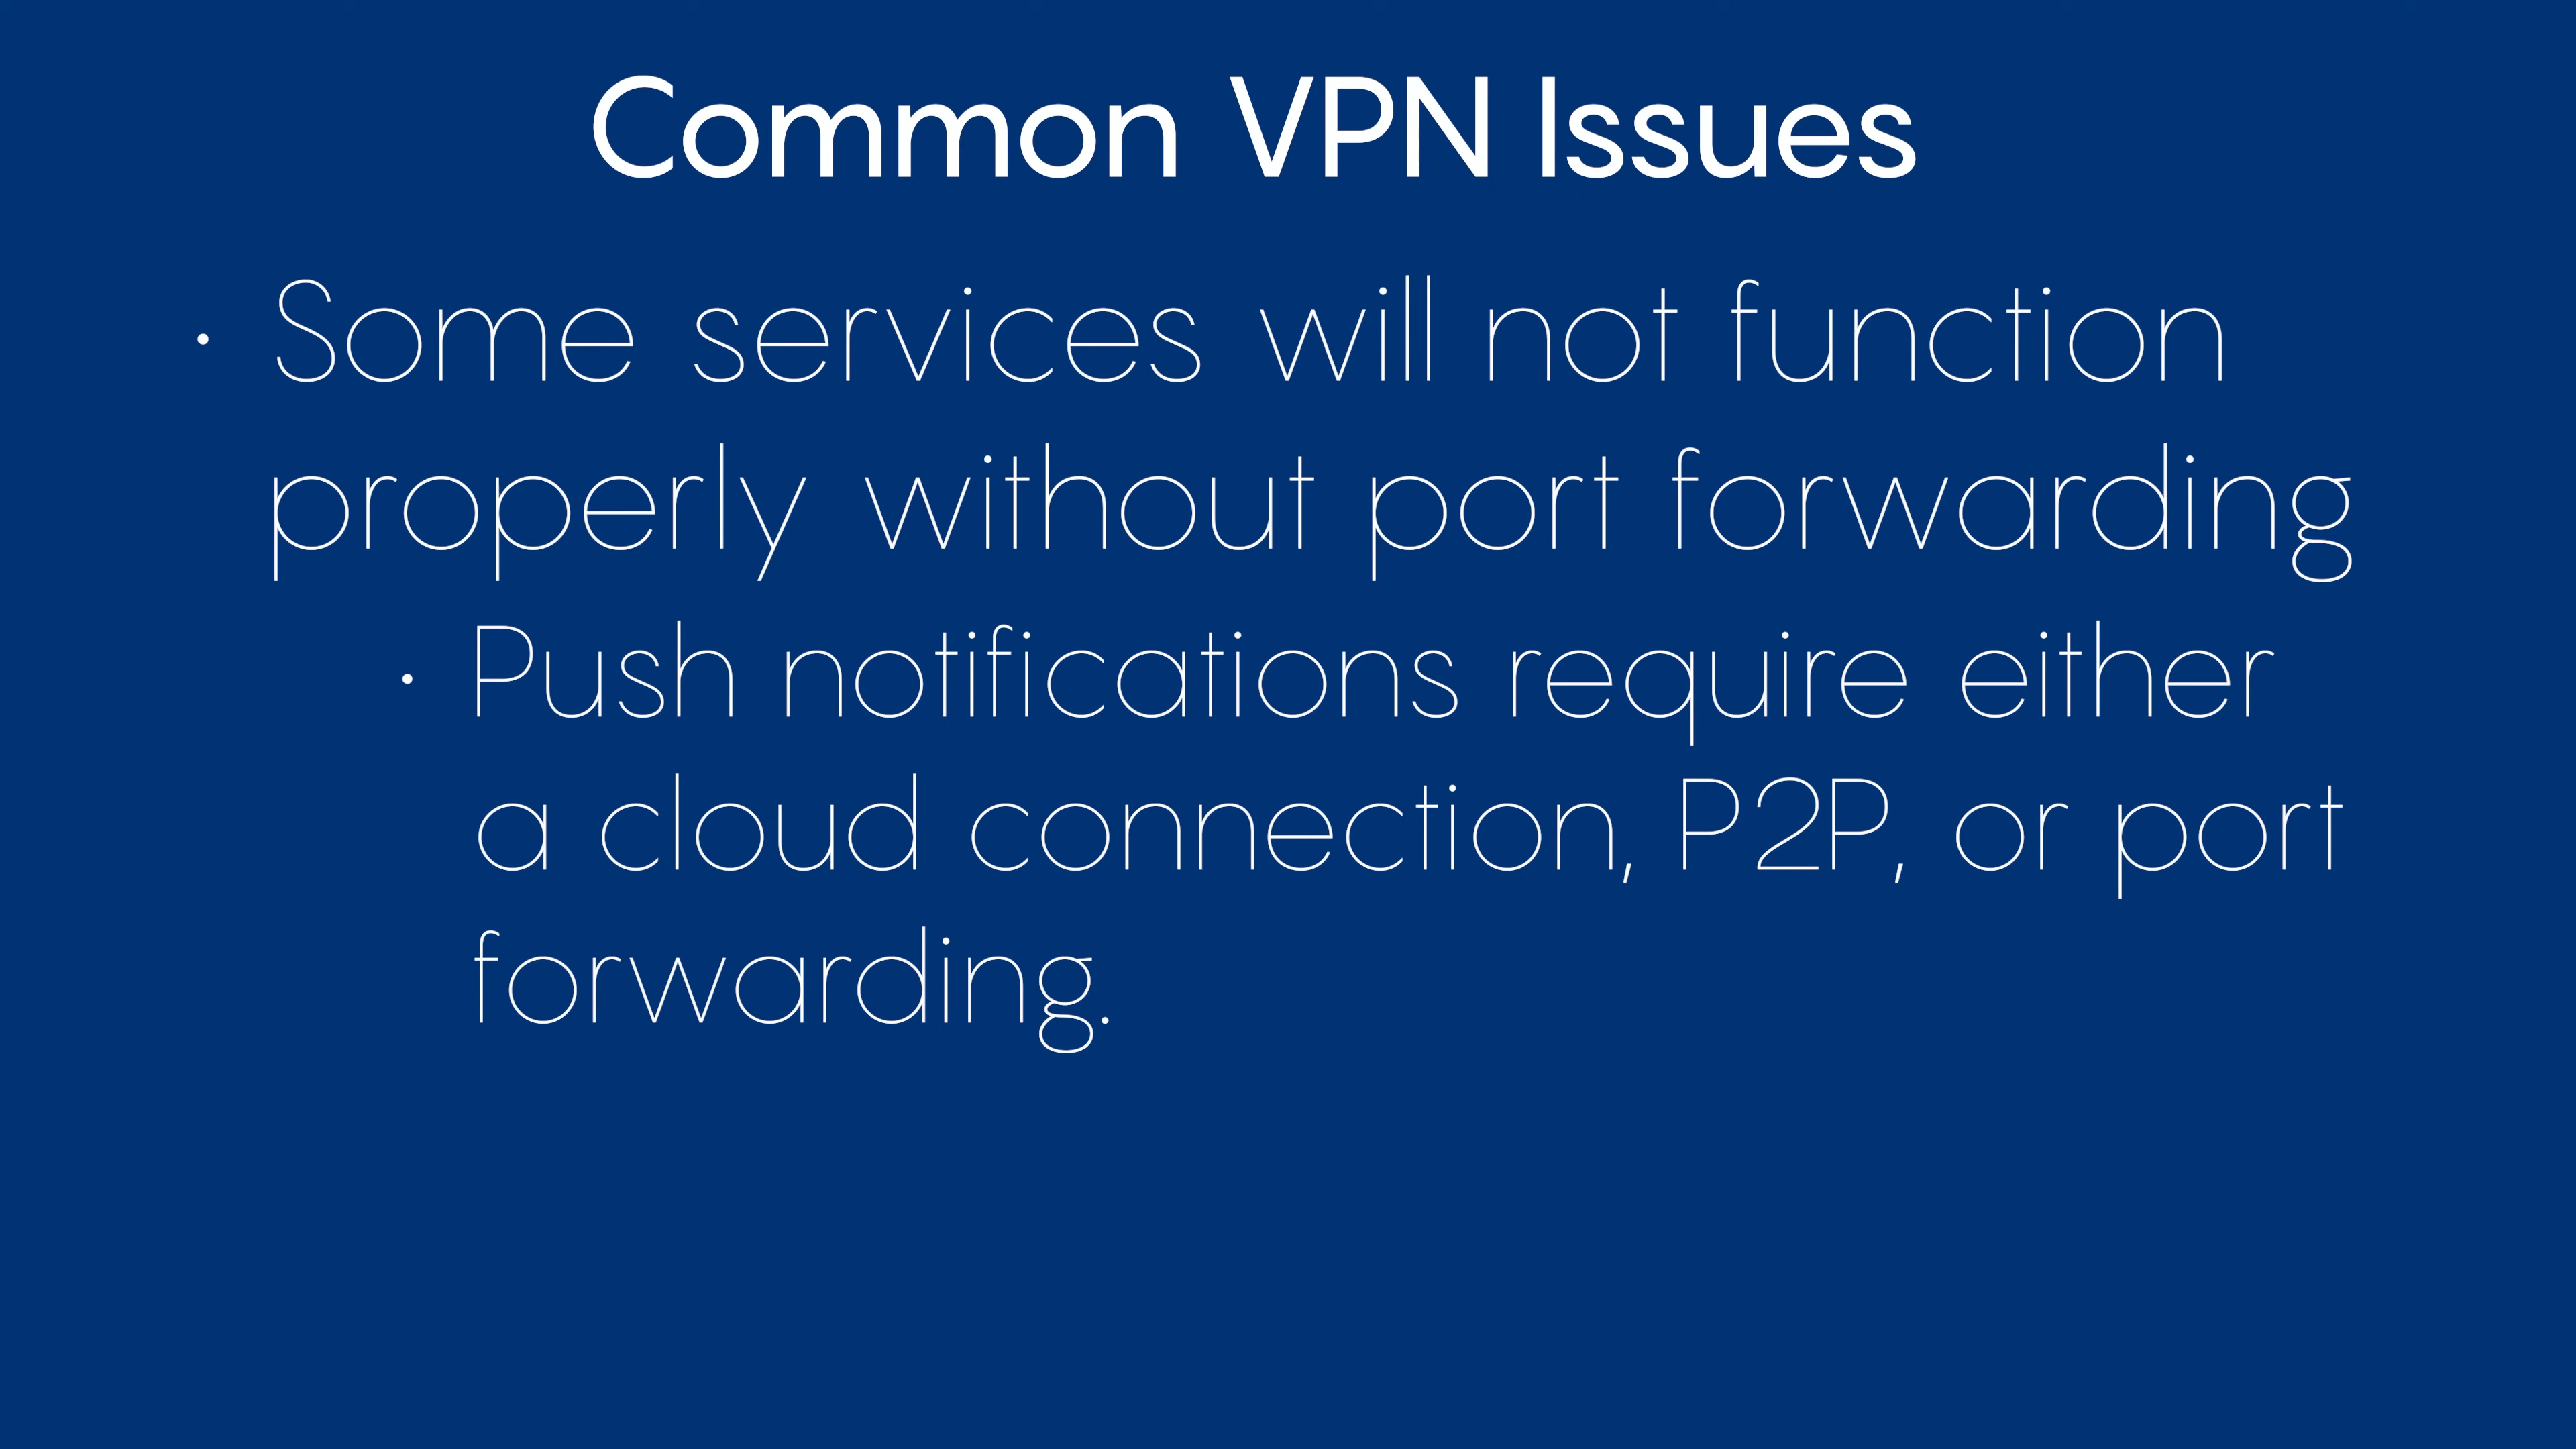 Common VPN Issues
• Some services will not function
properly without port forwarding
• Push notifications require either
a cloud connection, P2P, or port
forwarding.